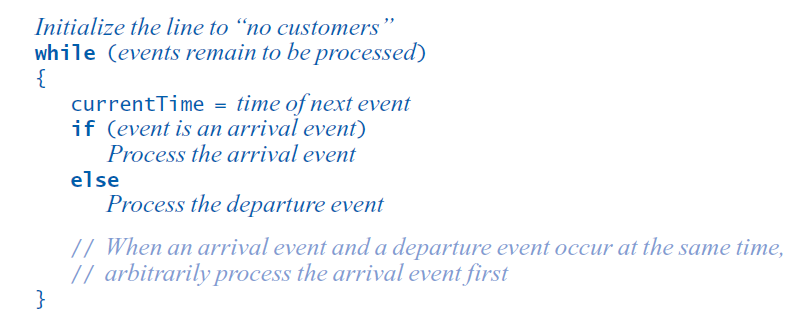 Initialize the line to “no customers”
while (events remain to be processed)
{
currentTime = time of next event
if (event is an arrival event)
Process the arrival event
else
Process the departure event
// When an arrival event and a departure event occur at the same time,
// arbitrarily process the arrival event first
}